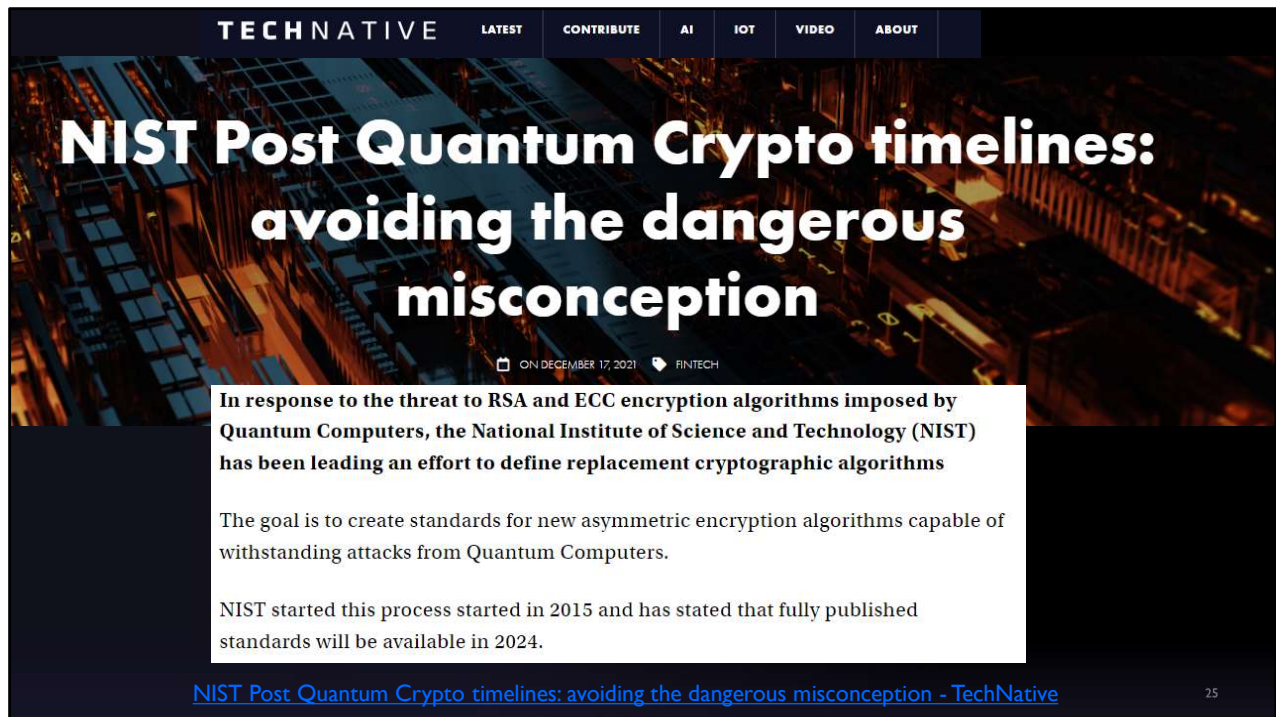 TECHNATIVE LATEST CONTRIBUTE AI IOT VIDEO ABOUT
NIST Post Quantum Crypto timelines:
avoiding the dangerous
misconception
ON DECEMBER 17, 2021 FINTECH
In response to the threat to RSA and ECC encryption algorithms imposed by
Quantum Computers, the National Institute of Science and Technology (NIST)
has been leading an effort to define replacement cryptographic algorithms
The goal is to create standards for new asymmetric encryption algorithms capable of
withstanding attacks from Quantum Computers.
NIST started this process started in 2015 and has stated that fully published
standards will be available in 2024.
NIST Post Quantum Crypto timelines: avoiding the dangerous misconception - TechNative
25